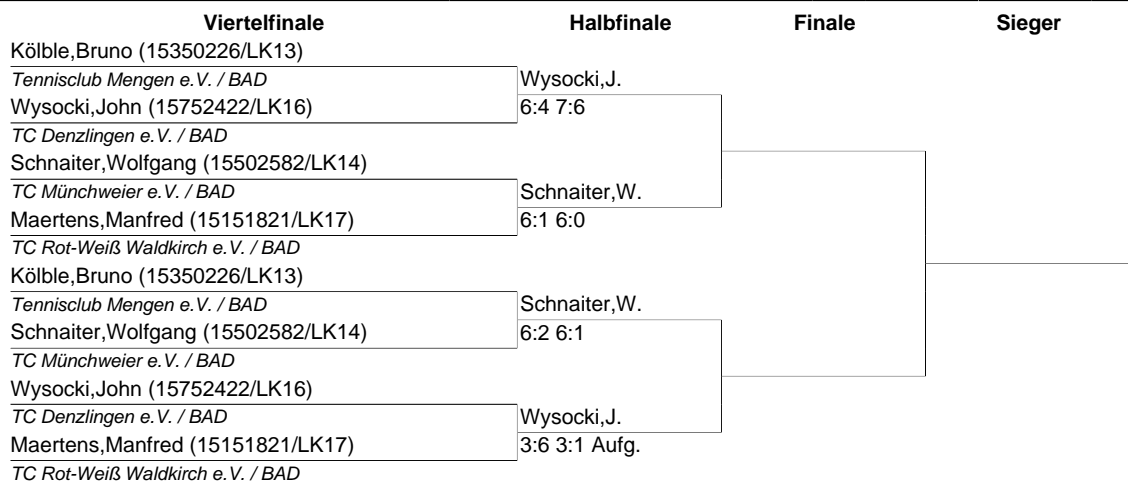 Viertelfinale Halbfinale Finale Sieger
Kölble,Bruno (15350226/LK13)
Tennisclub Mengen e.V. / BAD Wysocki,J.
Wysocki,John (15752422/LK16) 6:4 7:6
TC Denzlingen e.V. / BAD
Schnaiter,Wolfgang (15502582/LK14)
TC Münchweier e.V. / BAD Schnaiter,W.
Maertens,Manfred (15151821/LK17) 6:1 6:0
TC Rot-Weiß Waldkirch e.V. / BAD
Kölble,Bruno (15350226/LK13)
Tennisclub Mengen e.V. / BAD Schnaiter,W.
Schnaiter,Wolfgang (15502582/LK14) 6:2 6:1
TC Münchweier e.V. / BAD
Wysocki,John (15752422/LK16)
TC Denzlingen e.V. / BAD Wysocki,J.
Maertens,Manfred (15151821/LK17) 3:6 3:1 Aufg.
TC Rot-Weiß Waldkirch e.V. / BAD